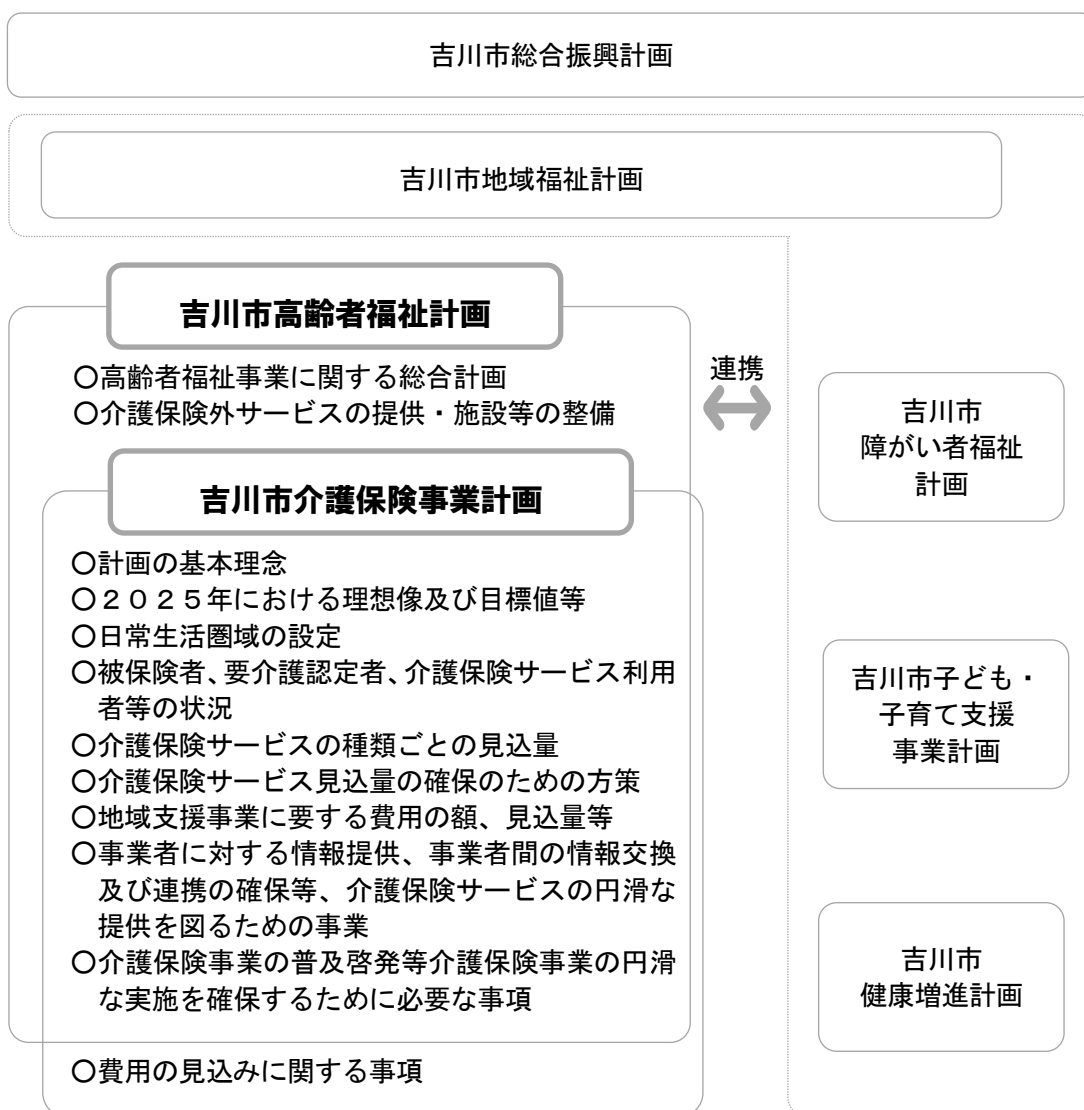 吉川市総合振興計画
吉川市地域福祉計画
吉川市高齢者福祉計画
〇高齢者福祉事業に関する総合計画
〇介護保険外サービスの提供・施設等の整備
吉川市介護保険事業計画
〇計画の基本理念
〇２０２５年における理想像及び目標値等
〇日常生活圏域の設定
〇被保険者、要介護認定者、介護保険サービス利用
者等の状況
〇介護保険サービスの種類ごとの見込量
〇介護保険サービス見込量の確保のための方策
〇地域支援事業に要する費用の額、見込量等
〇事業者に対する情報提供、事業者間の情報交換
及び連携の確保等、介護保険サービスの円滑な
提供を図るための事業
〇介護保険事業の普及啓発等介護保険事業の円滑
な実施を確保するために必要な事項
〇費用の見込みに関する事項
連携
吉川市
障がい者福祉
計画
吉川市子ども・
子育て支援
事業計画
吉川市
健康増進計画